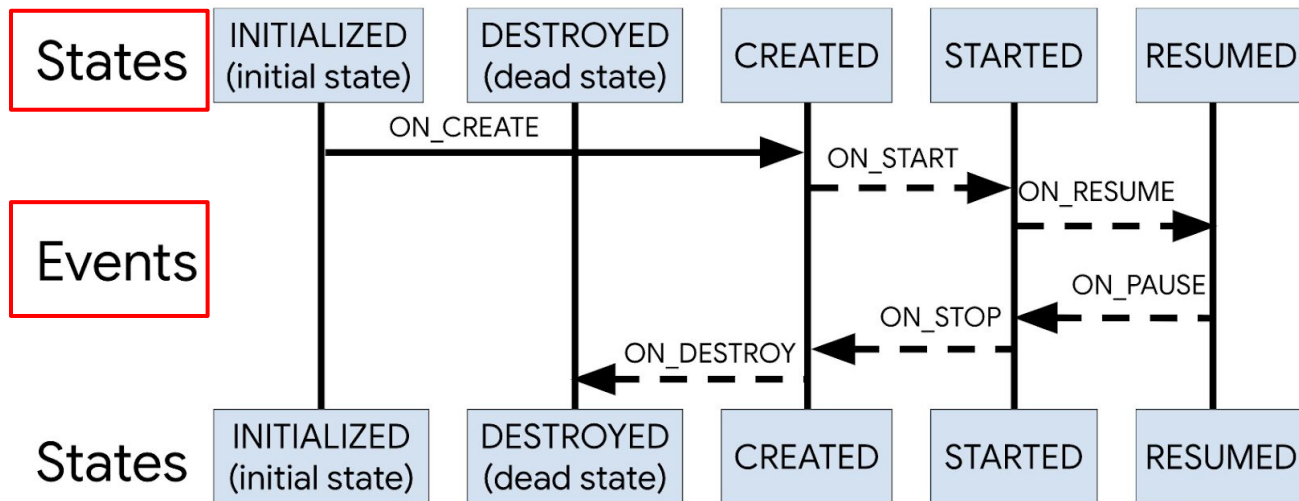 States
INITIALIZED
(initial state)
DESTROYED
(dead state)
CREATED
STARTED
RESUMED
ON_CREATE
ON_START
ON_RESUME
Events
ON_PAUSE
ON_STOP
ON_DESTROY
States
INITIALIZED
(initial state)
DESTROYED
(dead state)
CREATED
STARTED
RESUMED